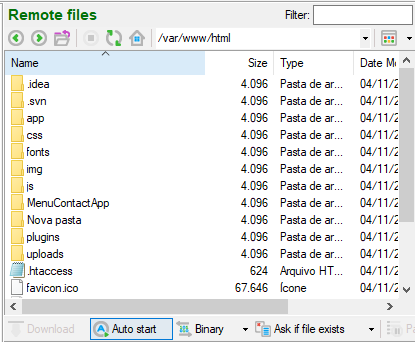 Remote files Filter:
/var/www/html
Name Size Type Date Mo
.idea 4.096 Pasta de ar... 04/11/2
.svn 4.096 Pasta de ar... 04/11/2
app 4.096 Pasta de ar... 04/11/2
css 4.096 Pasta de ar... 04/11/2
fonts 4.096 Pasta de ar... 04/11/2
img 4.096 Pasta de ar... 04/11/2
js 4.096 Pasta de ar... 04/11/2
MenuContactApp 4.096 Pasta de ar... 04/11/2
Nova pasta 4.096 Pasta de ar... 04/11/2
plugins 4.096 Pasta de ar... 04/11/2
uploads 4.096 Pasta de ar... 04/11/2
.htaccess 624 Arquivo HT... 04/11/2
favicon.ico 67.646 Ícone 04/11/2
Download Auto start Binary Ask if file exists Pa